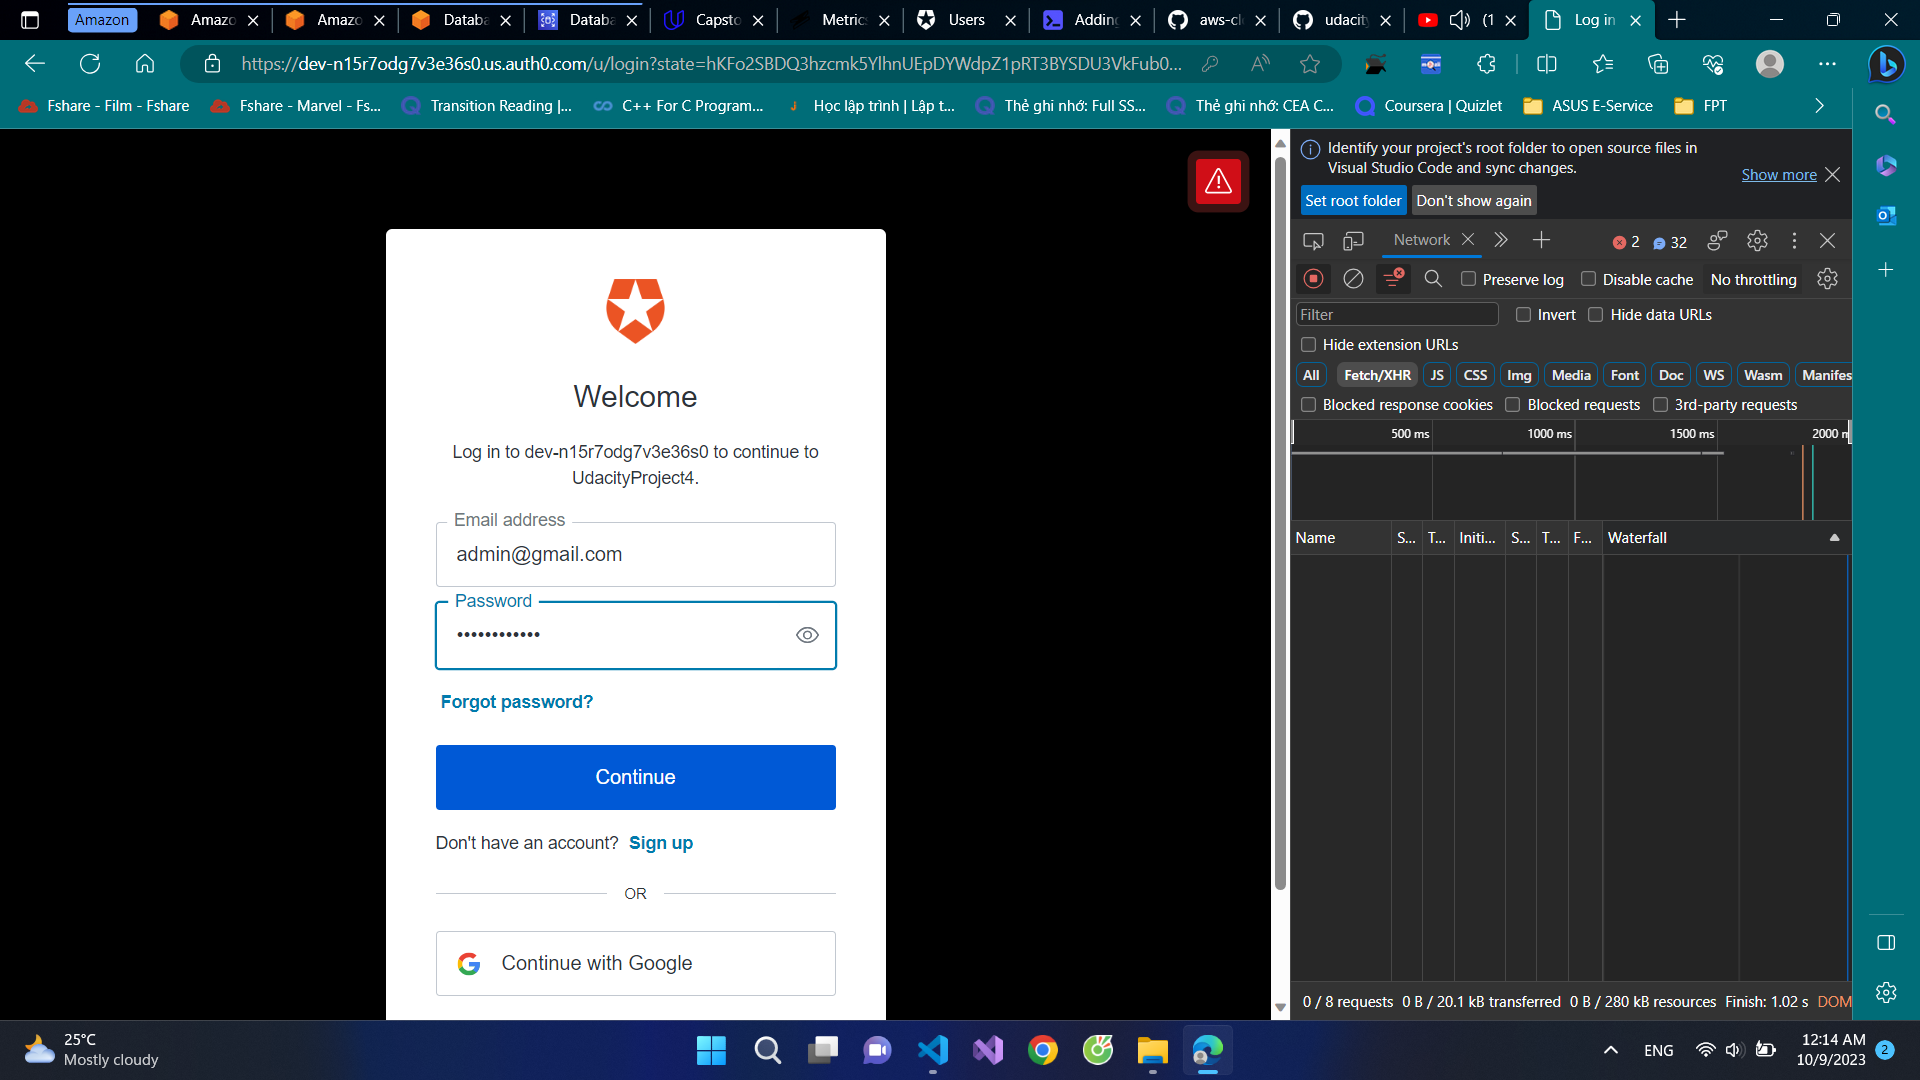 Amazon
Amazo
Amazo
Databa
Databa
Capsto
Metrics
Users
Adding
aws-clo
udacity
(1
Log in
https://dev-n15r7odg7v3e36s0.us.auth0.com/u/login?state=hKFo2SBDQ3hzcmk5YlhnUEpDYWdpZ1pRT3BYSDU3VkFub0...
Fshare - Film - Fshare
Fshare - Marvel - Fs...
Transition Reading |...
C++ For C Program...
Học lập trình | Lập t...
Thẻ ghi nhớ: Full SS...
Thẻ ghi nhớ: CEA C...
Coursera | Quizlet
ASUS E-Service
FPT
Welcome
Log in to dev-n15r7odg7v3e36s0 to continue to
UdacityProject4.
Email address
admin@gmail.com
Password
Forgot password?
Continue
Don't have an account? Sign up
OR
Continue with Google
Identify your project's root folder to open source files in
Visual Studio Code and sync changes.
Show more
Set root folder
Don't show again
Network
2
32
Preserve log
Disable cache
No throttling
Filter
Invert
Hide data URLs
Hide extension URLs
All
Fetch/XHR
JS
CSS
Img
Media
Font
Doc
WS
Wasm
Manifes
Blocked response cookies
Blocked requests
3rd-party requests
500 ms
1000 ms
1500 ms
2000 m
Name
S...
T...
Initi...
S...
T...
F...
Waterfall
0 / 8 requests
0 B / 20.1 kB transferred
0 B / 280 kB resources
Finish: 1.02 s
DOM
25°C
Mostly cloudy
ENG
12:14 AM
10/9/2023
2